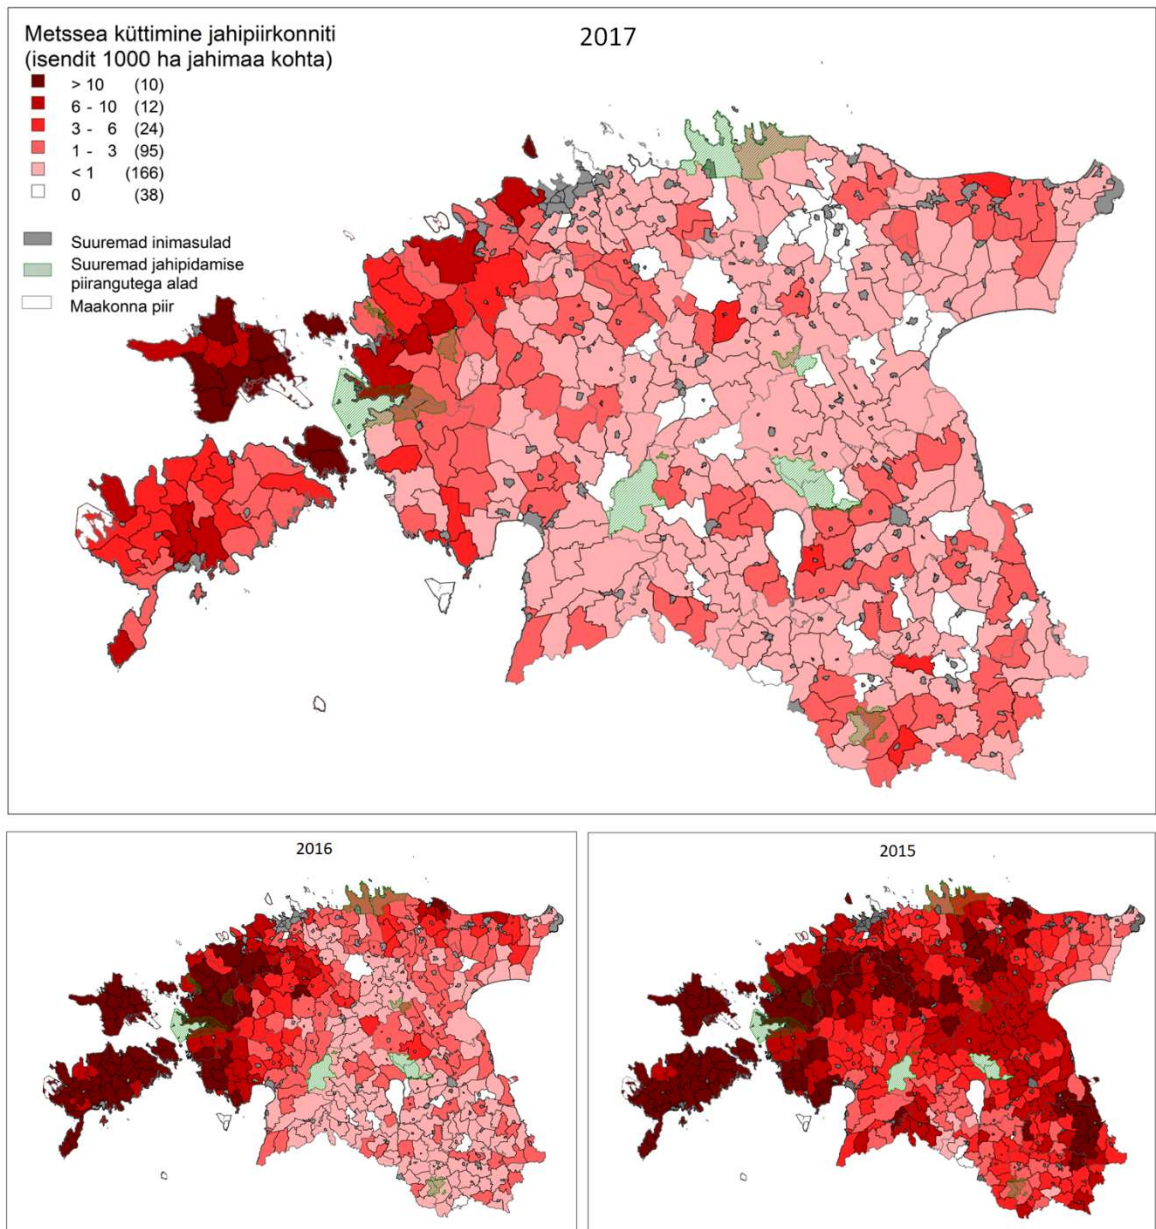 Metssea küttimine jahipiirkonniti
(isendit 1000 ha jahimaa kohta)
2017
> 10 (10)
6 - 10 (12)
3 - 6 (24)
1 - 3 (95)
< 1 (166)
0 (38)
Suuremad inimasulad
Suuremad jahipidamise
piirangutega alad
Maakonna piir
2016
2015